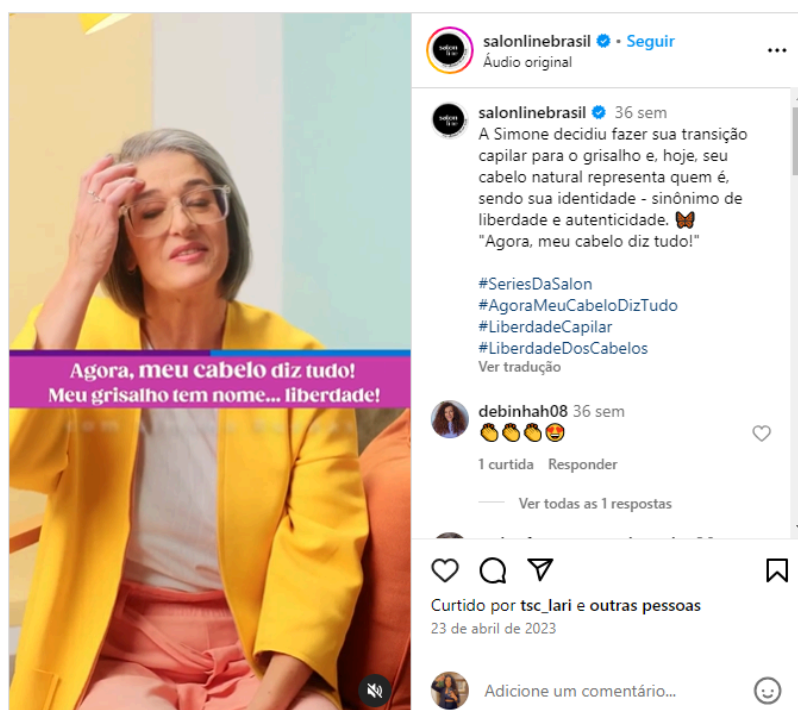 Agora, meu cabelo diz tudo!
Meu grisalho tem nome... liberdade!
salonlinebrasil • Seguir
Áudio original
salonlinebrasil 36 sem
A Simone decidiu fazer sua transição
capilar para o grisalho e, hoje, seu
cabelo natural representa quem é,
sendo sua identidade - sinônimo de
liberdade e autenticidade. 🦋
"Agora, meu cabelo diz tudo!"
#SeriesDaSalon
#AgoraMeuCabeloDizTudo
#LiberdadeCapilar
#LiberdadeDosCabelos
Ver tradução
debinhah08 36 sem
👏👏👏😍
1 curtida Responder
Ver todas as 1 respostas
Curtido por tsc_lari e outras pessoas
23 de abril de 2023
Adicione um comentário...